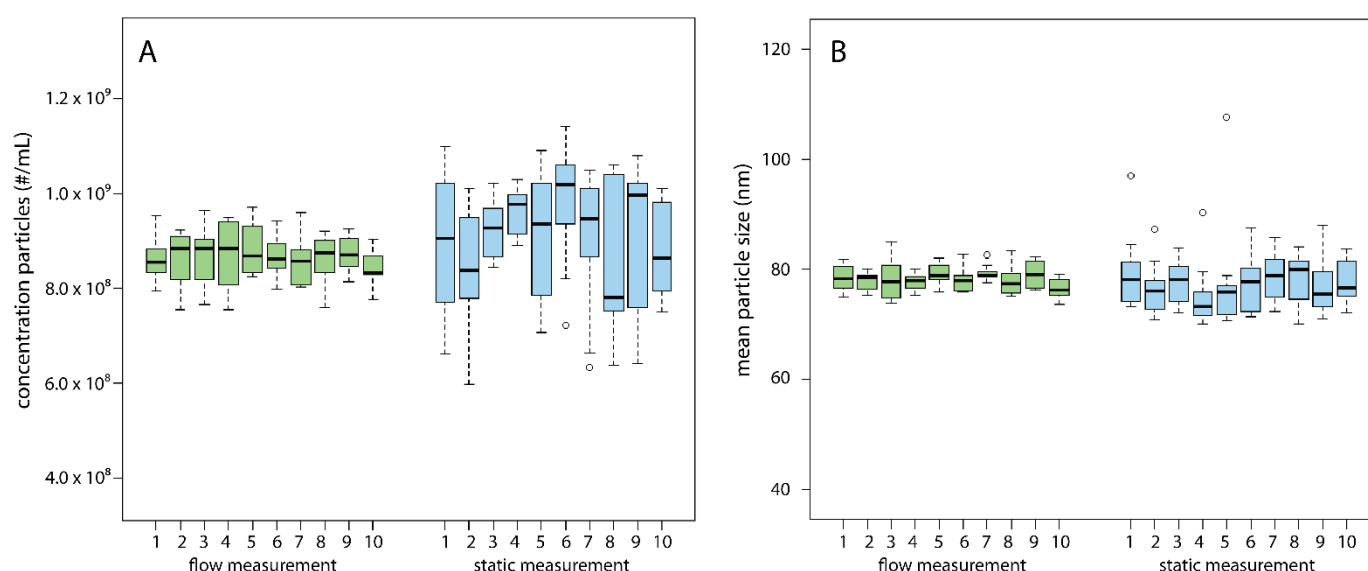 A
concentration particles (#/mL)
1.2 x 10⁹
1.0 x 10⁹
8.0 x 10⁸
6.0 x 10⁸
4.0 x 10⁸
1 2 3 4 5 6 7 8 9 10 1 2 3 4 5 6 7 8 9 10
flow measurement static measurement
B
mean particle size (nm)
120
100
80
60
40
1 2 3 4 5 6 7 8 9 10 1 2 3 4 5 6 7 8 9 10
flow measurement static measurement